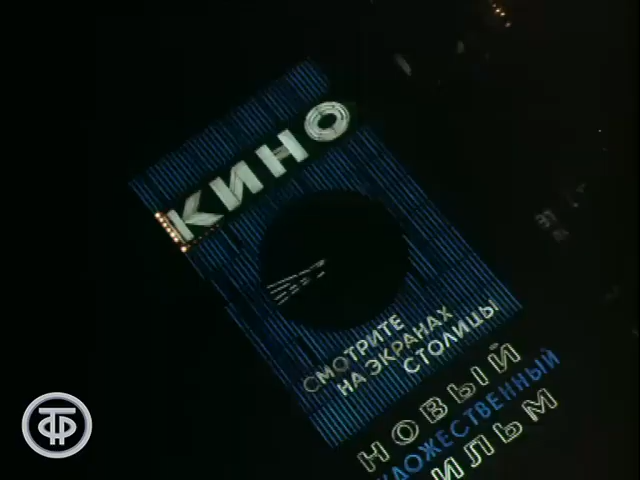 КИНО
СМОТРИТЕ
НА ЭКРАНАХ
СТОЛИЦЫ
НОВЫЙ
ХУДОЖЕСТВЕННЫЙ
ФИЛЬМ